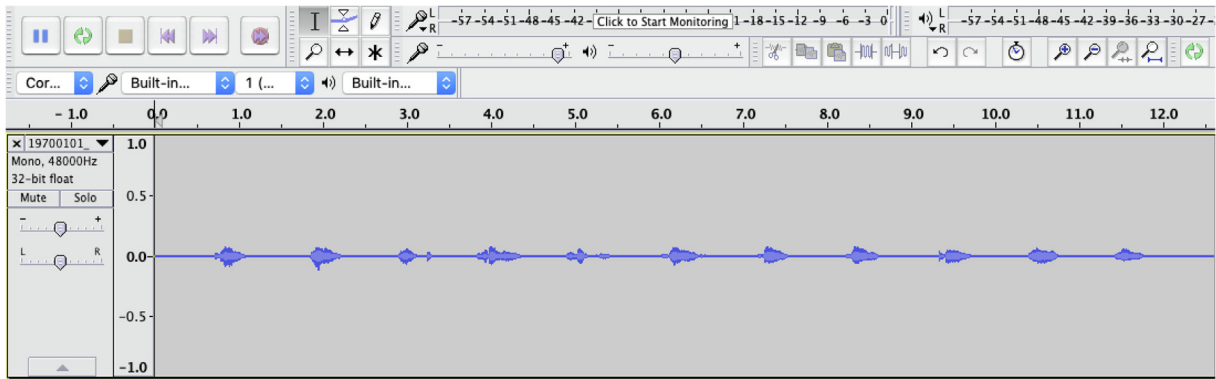 L
R
-57 -54 -51 -48 -45 -42 - Click to Start Monitoring 1 -18 -15 -12 -9 -6 -3 0
L
R
-57 -54 -51 -48 -45 -42 -39 -36 -33 -30 -27 -
- +
- +
Cor... Built-in... 1 (... Built-in...
- 1.0 0.0 1.0 2.0 3.0 4.0 5.0 6.0 7.0 8.0 9.0 10.0 11.0 12.0
× 19700101_ ▼
Mono, 48000Hz
32-bit float
Mute Solo
- +
L R
1.0
0.5 -
0.0 -
-0.5 -
-1.0